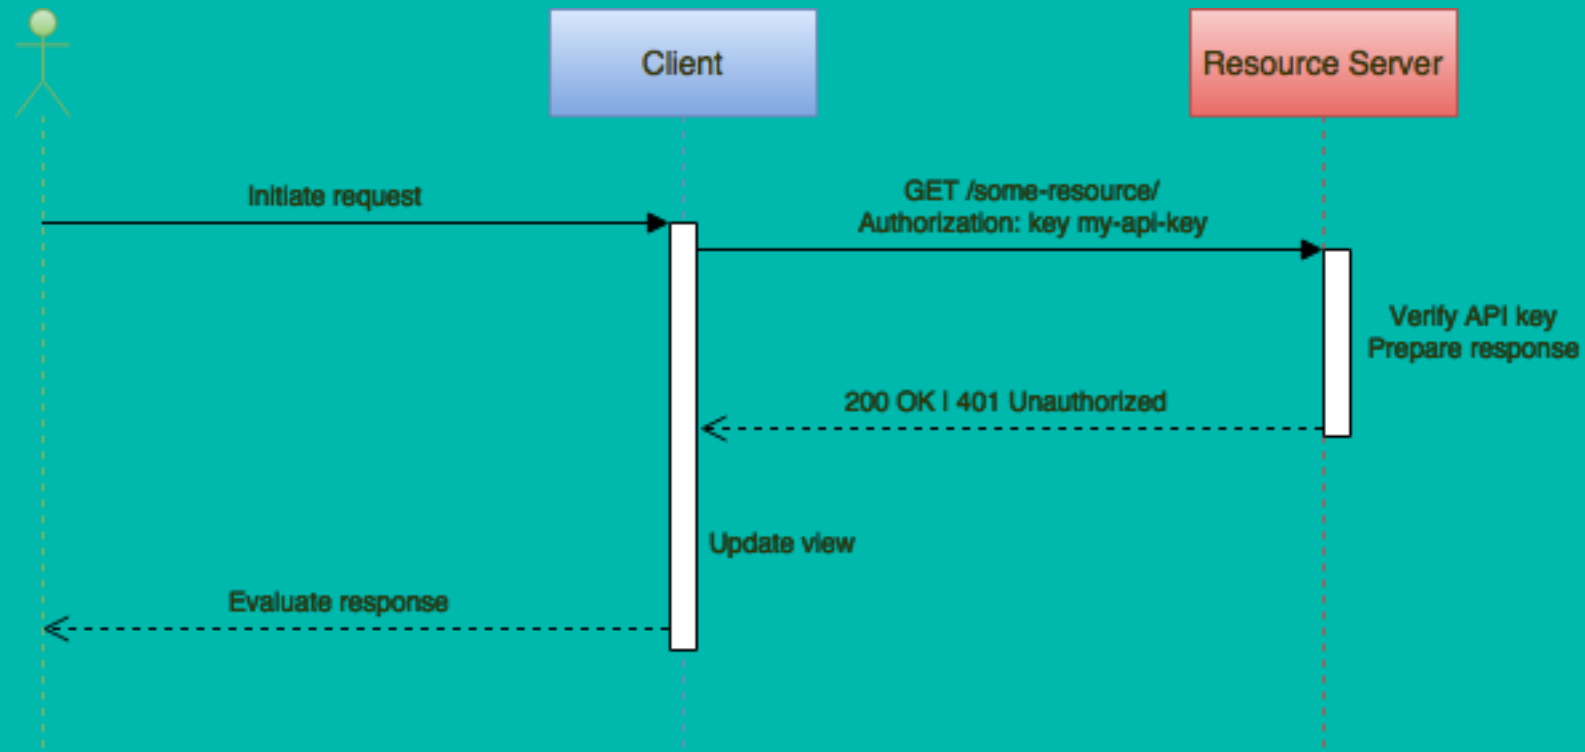 Client
Resource Server
Initiate request
GET /some-resource/
Authorization: key my-api-key
Verify API key
Prepare response
200 OK | 401 Unauthorized
Update view
Evaluate response